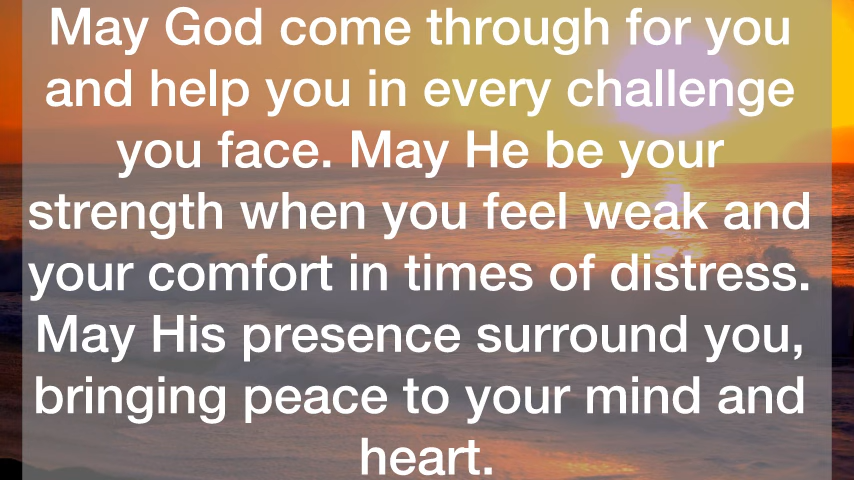 May God come through for you
and help you in every challenge
you face. May He be your
strength when you feel weak and
your comfort in times of distress.
May His presence surround you,
bringing peace to your mind and
heart.